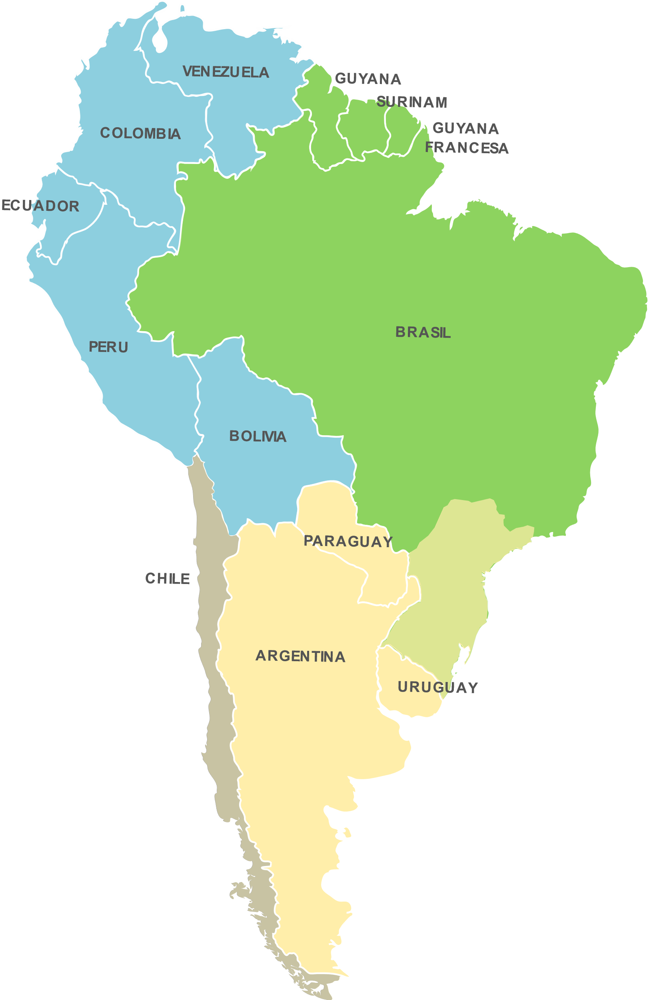 VENEZUELA
GUYANA
SURINAM
GUYANA
FRANCESA
COLOMBIA
ECUADOR
BRASIL
PERU
BOLIVIA
PARAGUAY
CHILE
ARGENTINA
URUGUAY